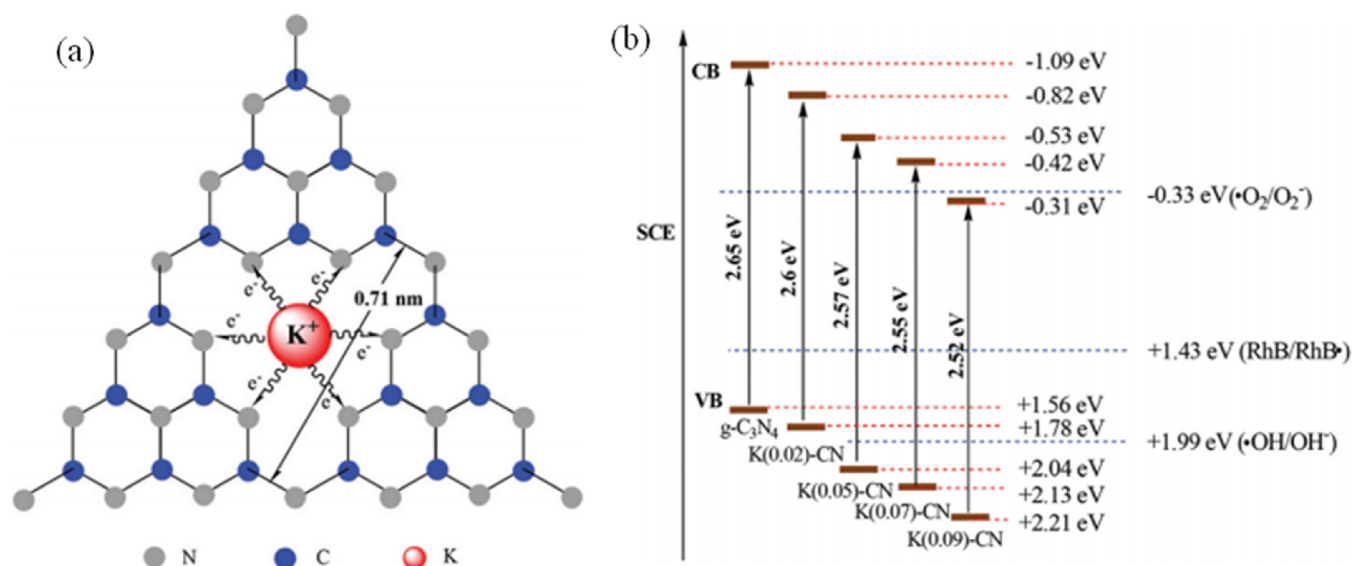 (a)
e⁻
e⁻
e⁻
K⁺
e⁻
e⁻
e
0.71 nm
N
C
K
(b)
SCE
CB
VB
2.65 eV
2.6 eV
2.57 eV
2.55 eV
2.52 eV
g-C₃N₄
K(0.02)-CN
K(0.05)-CN
K(0.07)-CN
K(0.09)-CN
-1.09 eV
-0.82 eV
-0.53 eV
-0.42 eV
-0.31 eV
-0.33 eV (•O₂/O₂⁻)
+1.43 eV (RhB/RhB•)
+1.56 eV
+1.78 eV
+1.99 eV (•OH/OH⁻)
+2.04 eV
+2.13 eV
+2.21 eV